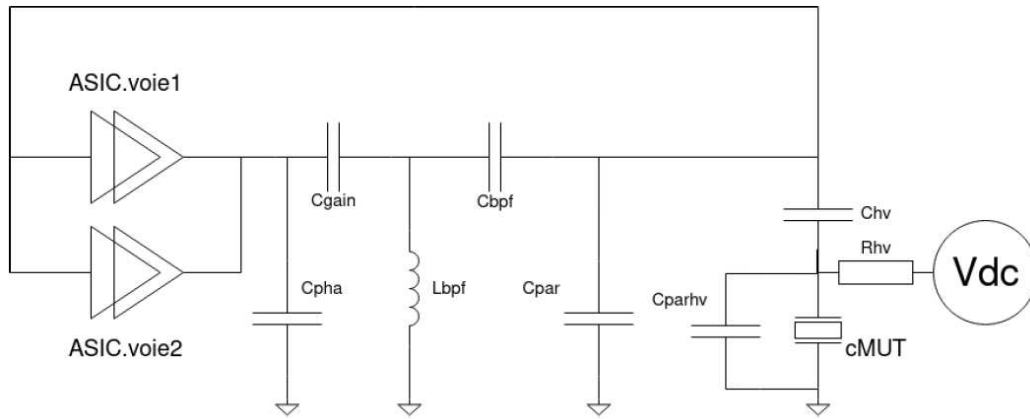 ASIC.voie1
Cgain
Cbpf
Chv
Rhv
Vdc
Cpha
Lbpf
Cpar
Cparhv
ASIC.voie2
cMUT